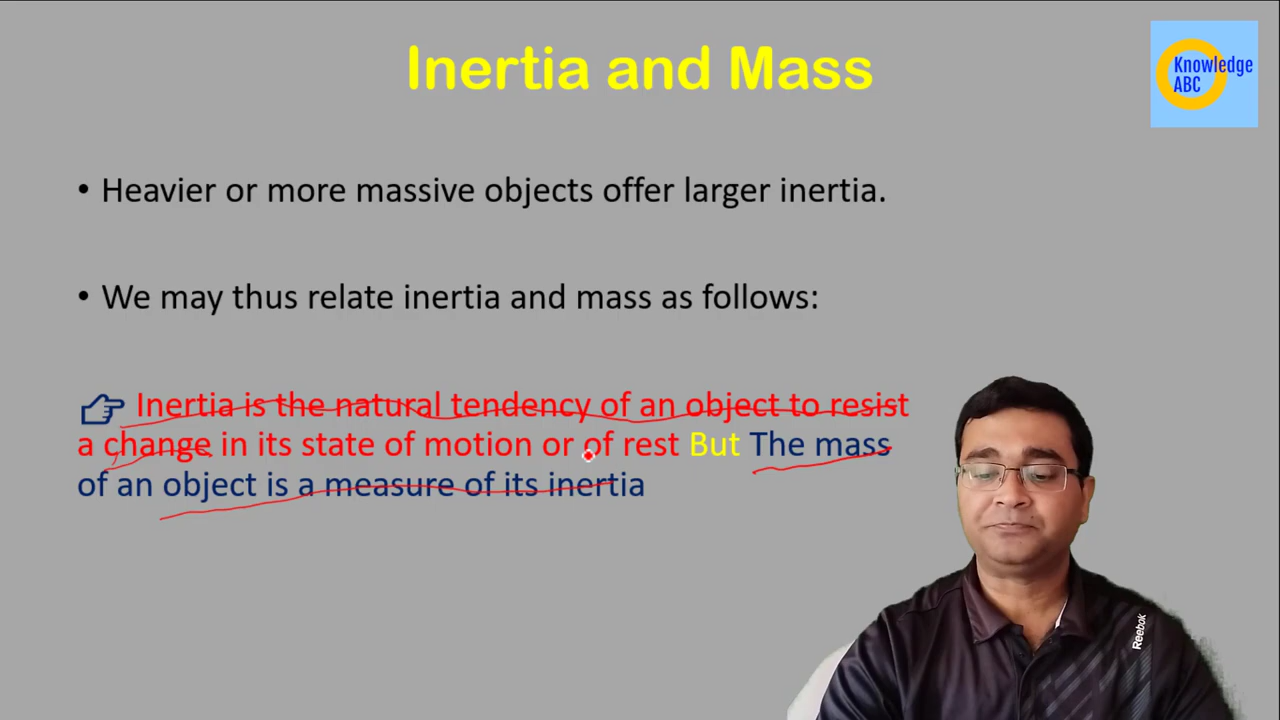 Inertia and Mass
Knowledge
ABC
• Heavier or more massive objects offer larger inertia.
• We may thus relate inertia and mass as follows:
Inertia is the natural tendency of an object to resist
a change in its state of motion or of rest But The mass
of an object is a measure of its inertia
Reebok